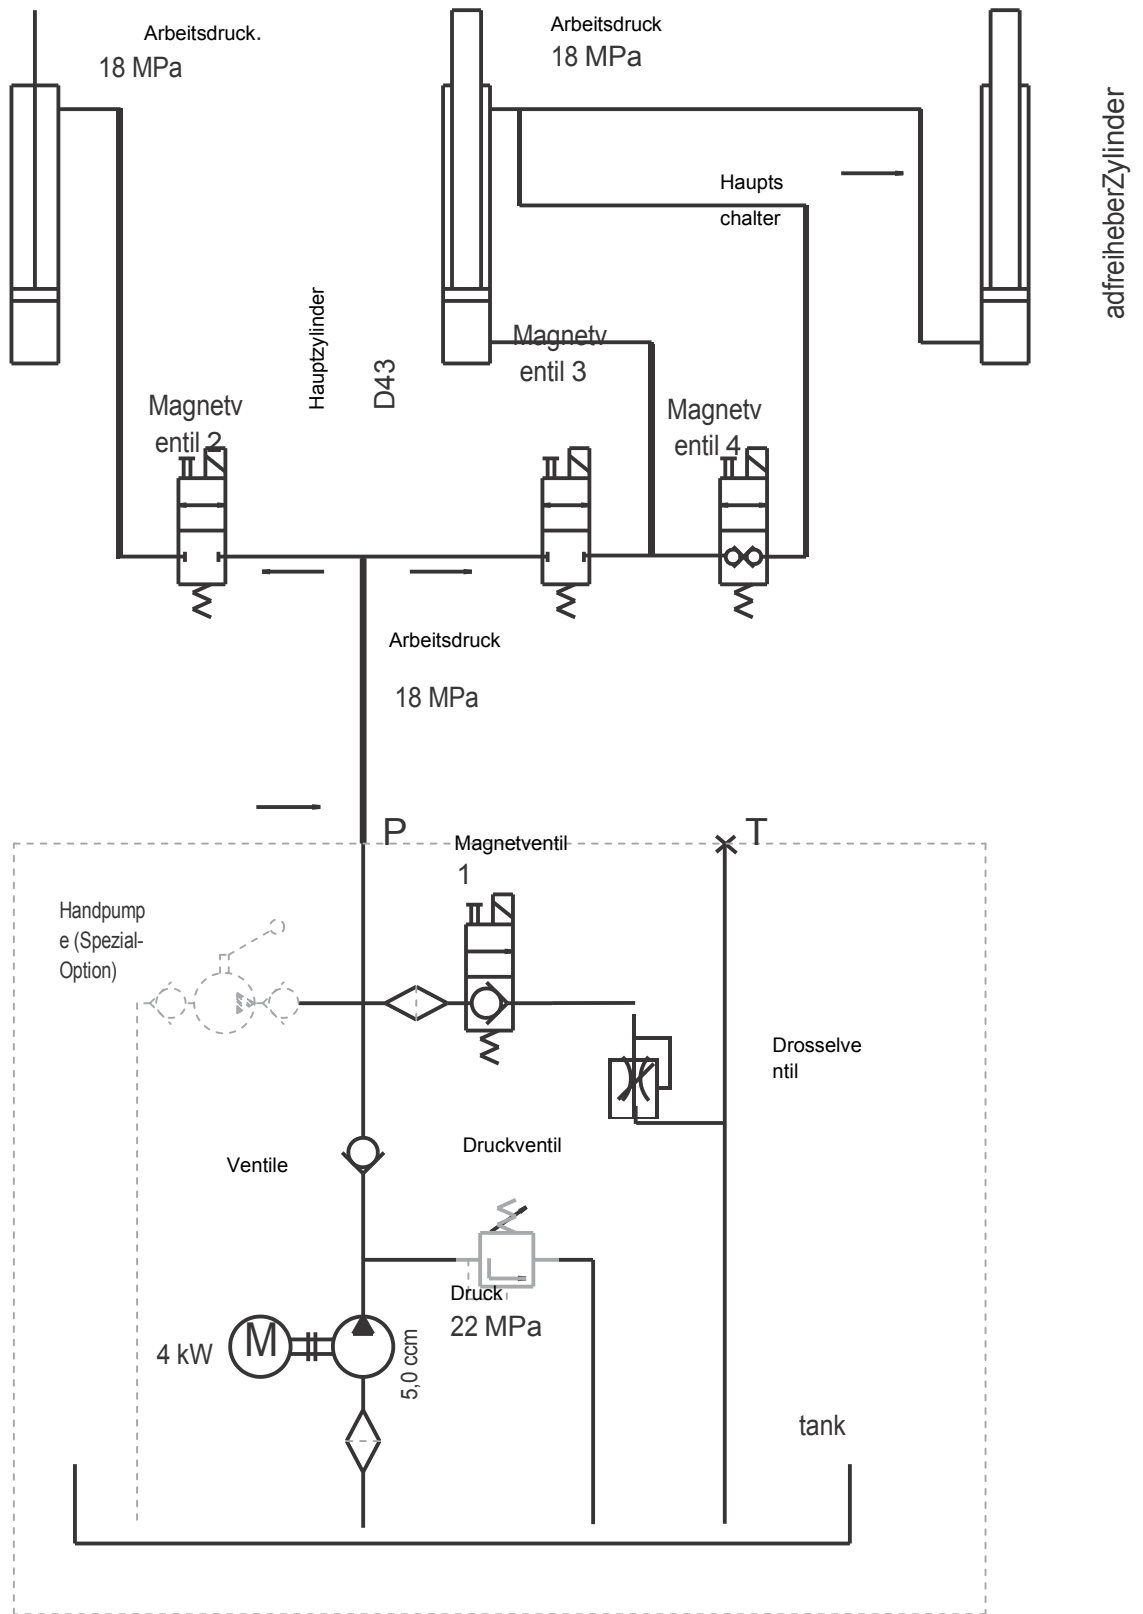 Arbeitsdruck.
18 MPa
Arbeitsdruck
18 MPa
Haupts
chalter
adfreiheberZylinder
Hauptzylinder
D43
Magnetv
entil 3
Magnetv
entil 2
Magnetv
entil 4
Arbeitsdruck
18 MPa
P
T
Magnetventil
1
Handpump
e (Spezial-
Option)
Drosselve
ntil
Ventile
Druckventil
Druck
22 MPa
4 kW
M
5,0 ccm
tank